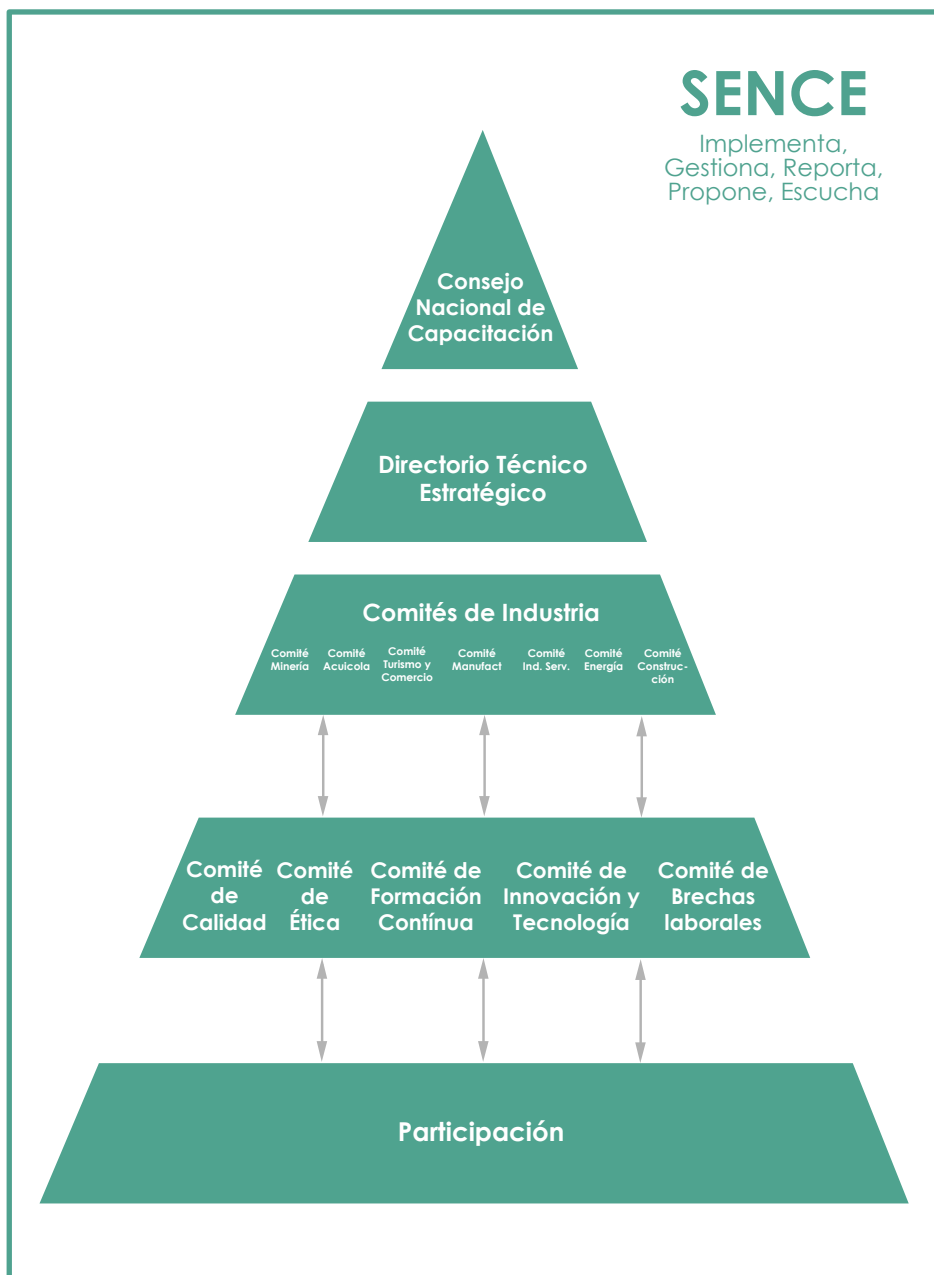 SENCE
Implementa,
Gestiona, Reporta,
Propone, Escucha
Consejo
Nacional de
Capacitación
Directorio Técnico
Estratégico
Comités de Industria
Comité
Minería
Comité
Acuicola
Comité
Turismo y
Comercio
Comité
Manufact
Comité
Ind. Serv.
Comité
Energía
Comité
Construc-
ción
Comité
de
Calidad
Comité
de
Ética
Comité de
Formación
Contínua
Comité de
Innovación y
Tecnología
Comité de
Brechas
laborales
Participación